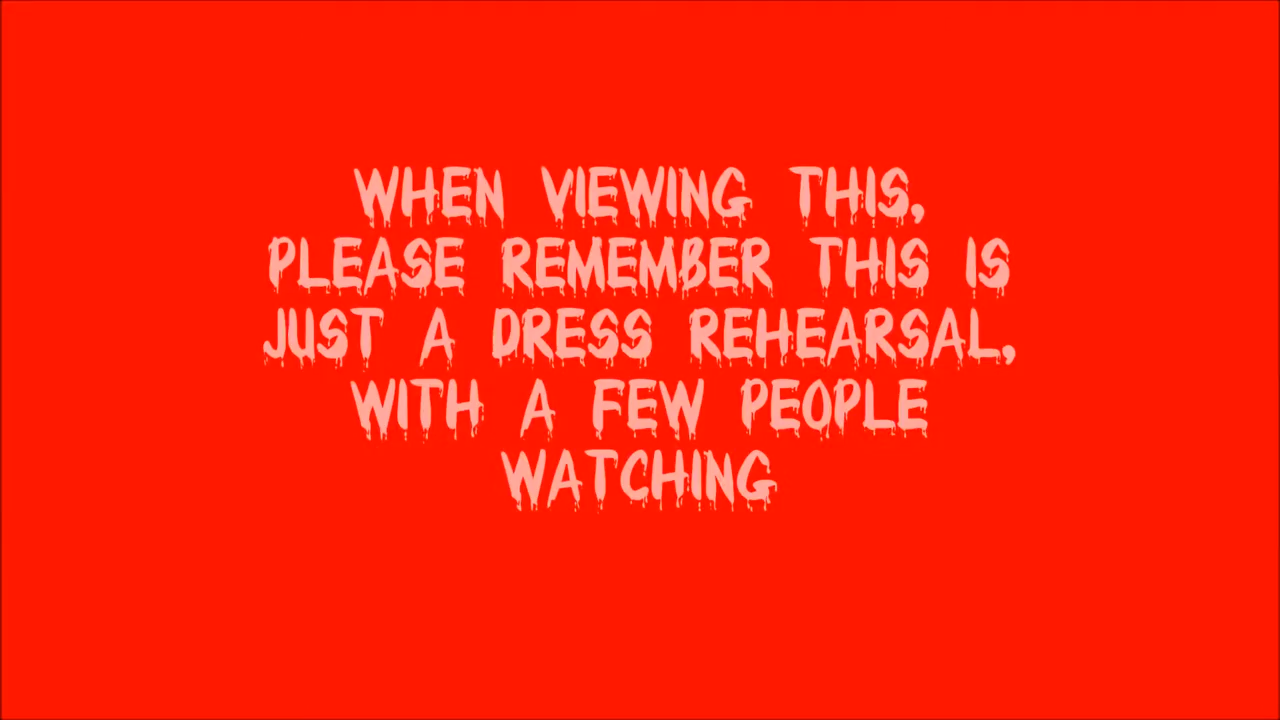 WHEN VIEWING THIS,
PLEASE REMEMBER THIS IS
JUST A DRESS REHEARSAL,
WITH A FEW PEOPLE
WATCHING